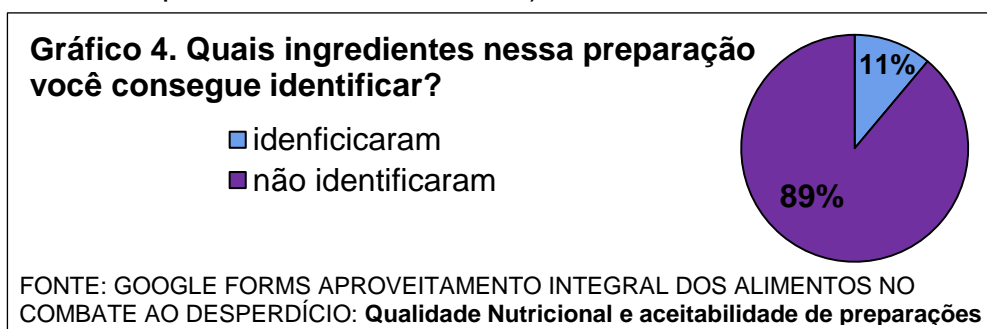 Gráfico 4. Quais ingredientes nessa preparação
você consegue identificar?
idenficicaram
não identificaram
11%
89%
FONTE: GOOGLE FORMS APROVEITAMENTO INTEGRAL DOS ALIMENTOS NO
COMBATE AO DESPERDÍCIO: Qualidade Nutricional e aceitabilidade de preparações